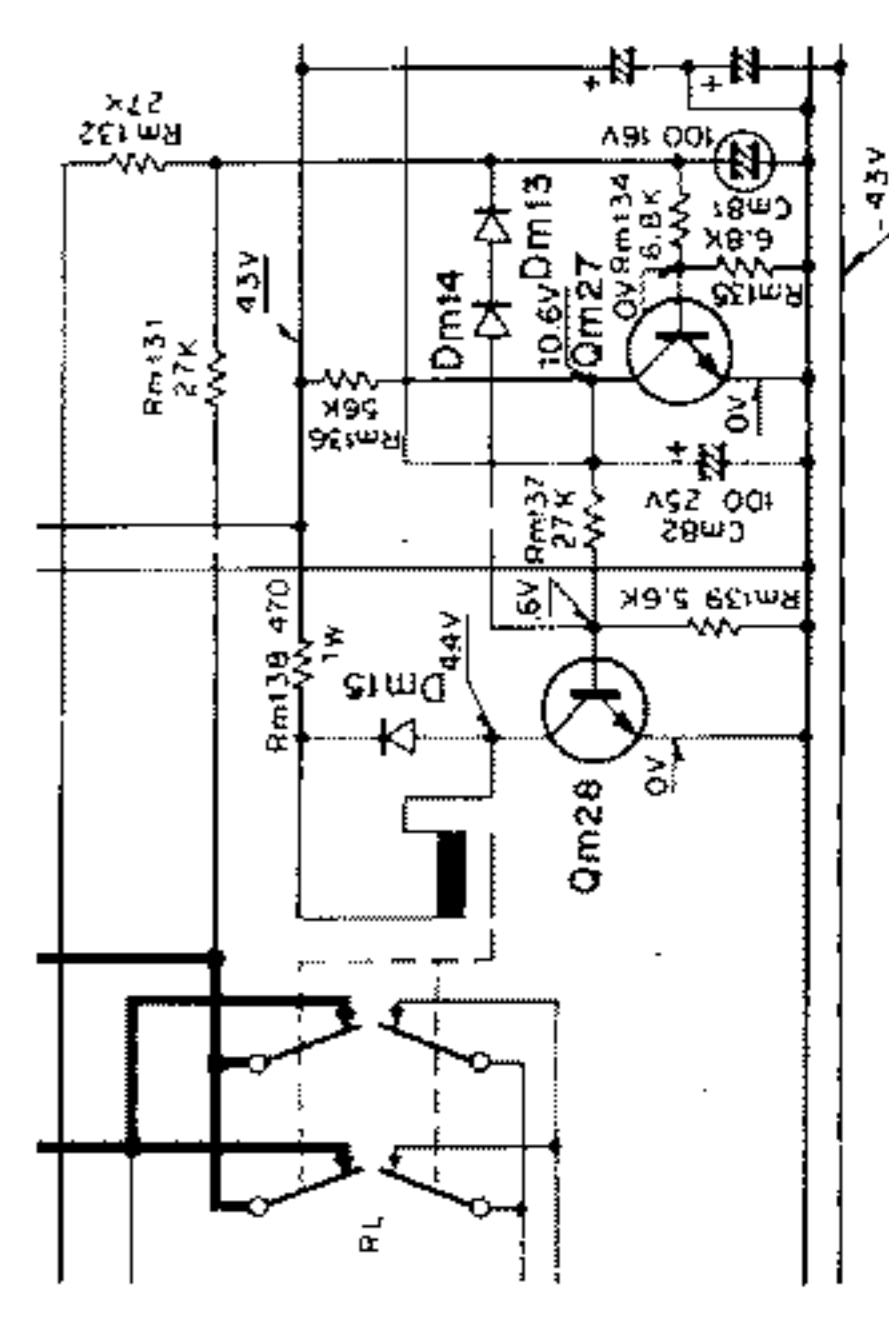 27K
Rm132
100 16V
Cm81
6.8K
Rm135
-43V
43V
Dm13
Dm14
10.6V
Qm27
0V
Rm134
6.8K
Rm131
27K
56K
Rm136
0V
Rm137
27K
100 25V
Cm82
.6V
Rm139 5.6K
Rm138 470
1W
Dm15
44V
0V
Qm28
RL